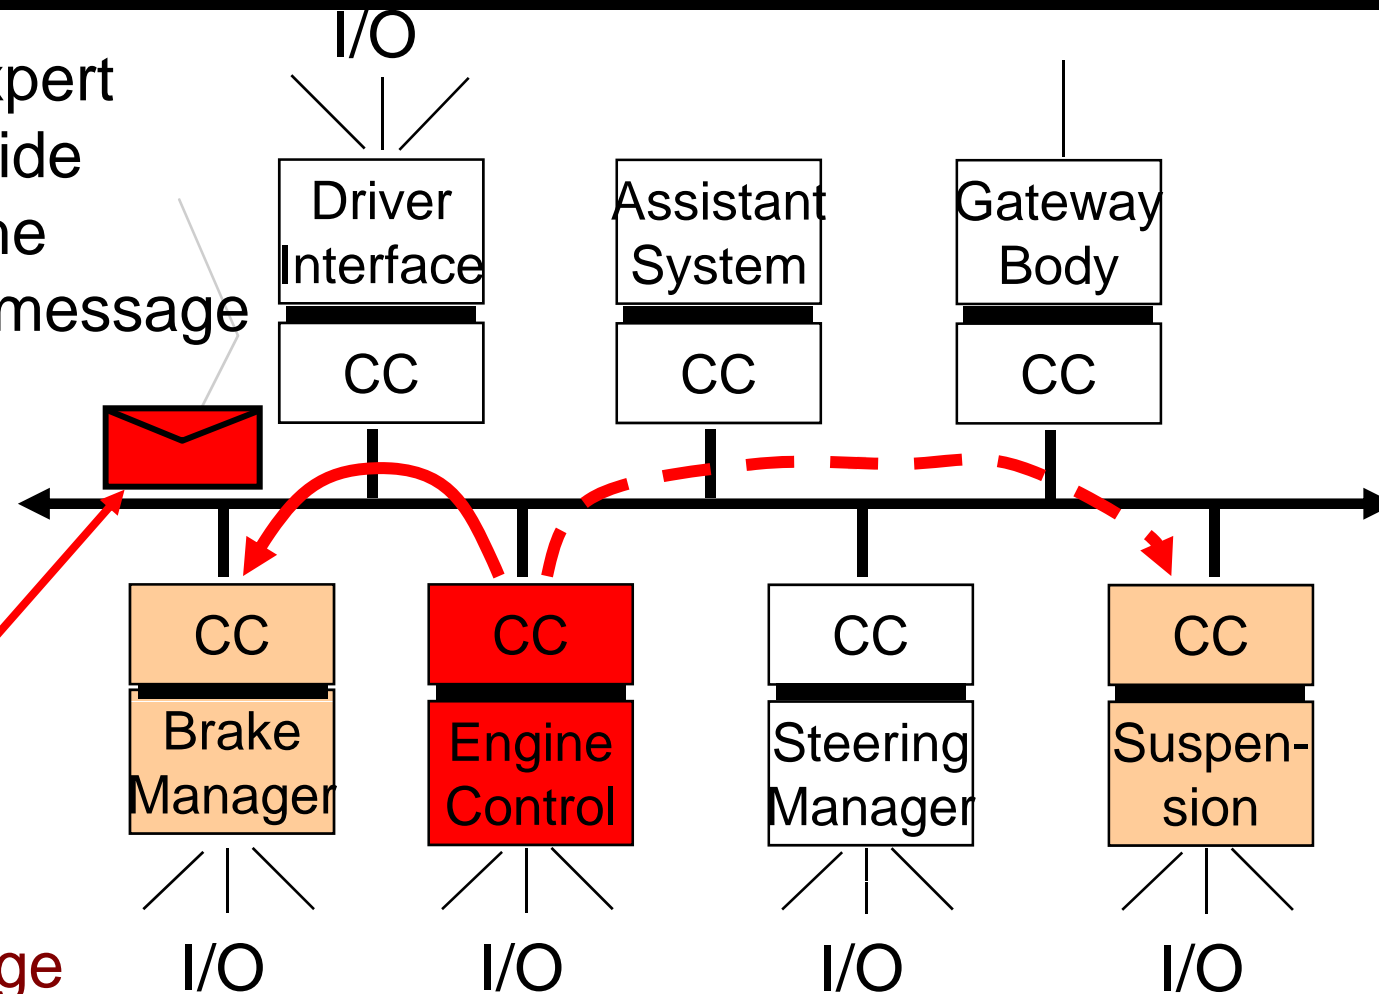 I/O
xpert
ide
ne
message
Driver
Interface
CC
Assistant
System
CC
Gateway
Body
CC
CC
Brake
Manager
I/O
CC
Engine
Control
I/O
CC
Steering
Manager
I/O
CC
Suspen-
sion
I/O
ge